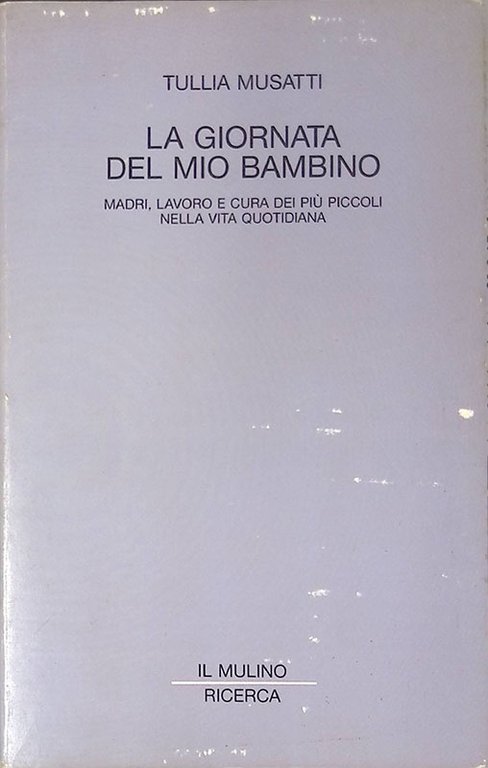 TULLIA MUSATTI
LA GIORNATA
DEL MIO BAMBINO
MADRI, LAVORO E CURA DEI PIÙ PICCOLI
NELLA VITA QUOTIDIANA
IL MULINO
RICERCA